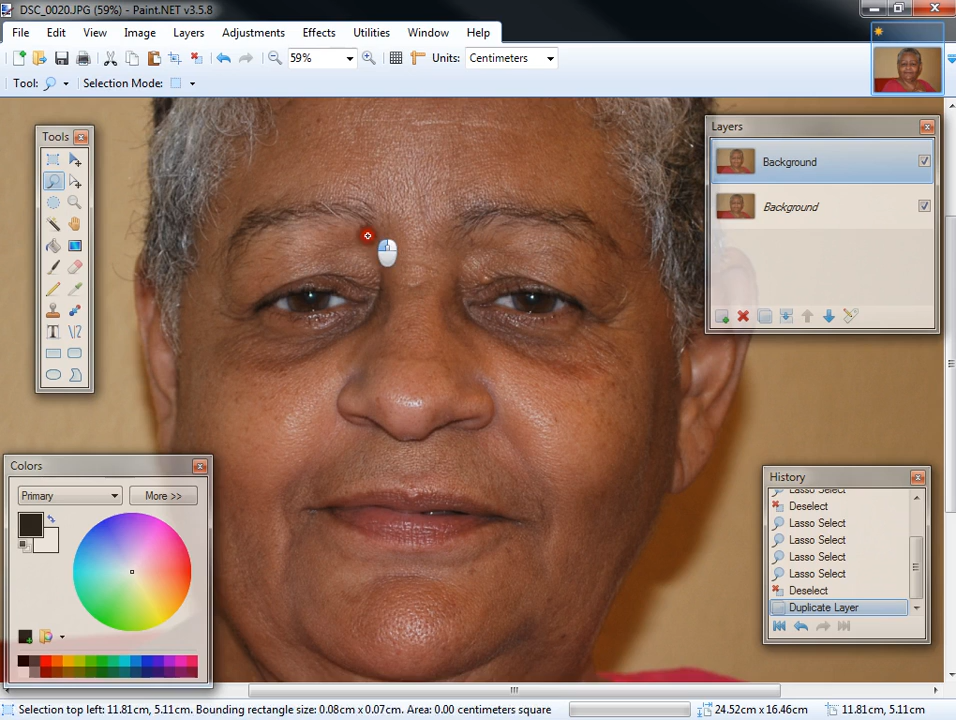 DSC_0020.JPG (59%) - Paint.NET v3.5.8
File Edit View Image Layers Adjustments Effects Utilities Window Help
59% Units: Centimeters
Tool: Selection Mode:
Tools
Layers
Background
Background
Colors
Primary More >>
History
Lasso Select
Deselect
Lasso Select
Lasso Select
Lasso Select
Lasso Select
Deselect
Duplicate Layer
Selection top left: 11.81cm, 5.11cm. Bounding rectangle size: 0.08cm x 0.07cm. Area: 0.00 centimeters square 24.52cm × 16.46cm 11.81cm, 5.11cm